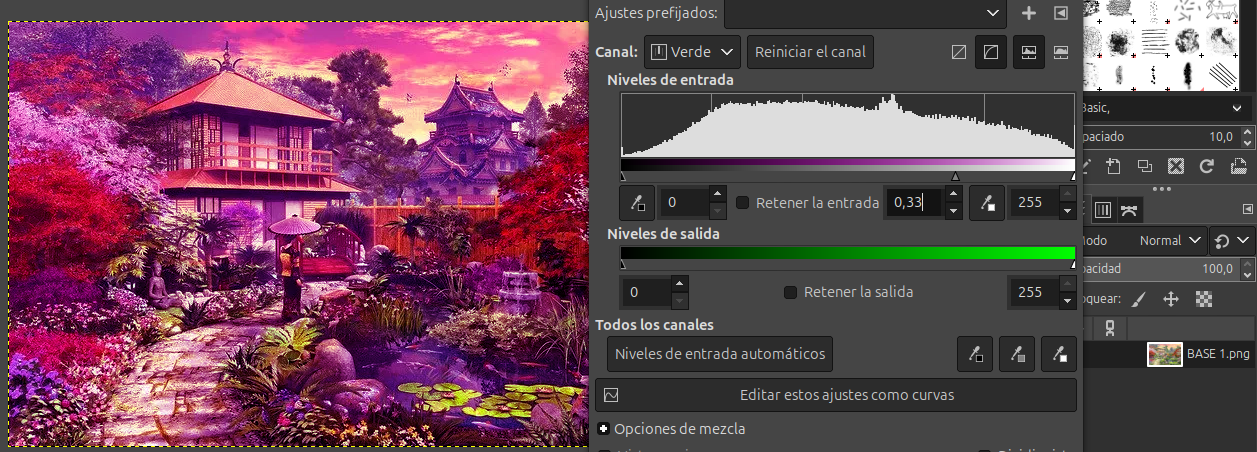 Ajustes prefijados:
Canal: Verde Reiniciar el canal
Niveles de entrada
Basic,
paciado 10,0
0 Retener la entrada 0,33 255
Niveles de salida
Normal
pacidad 100,0
0 Retener la salida 255
oquear:
Todos los canales
Niveles de entrada automáticos
BASE 1.png
Editar estos ajustes como curvas
Opciones de mezcla